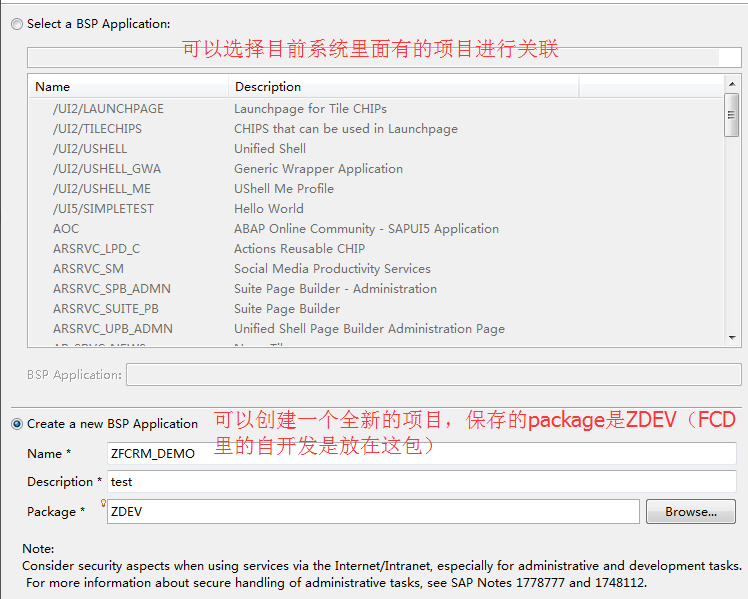 Select a BSP Application:
可以选择目前系统里面有的项目进行关联
Name Description
/UI2/LAUNCHPAGE Launchpage for Tile CHIPs
/UI2/TILECHIPS CHIPS that can be used in Launchpage
/UI2/USHELL Unified Shell
/UI2/USHELL_GWA Generic Wrapper Application
/UI2/USHELL_ME UShell Me Profile
/UI5/SIMPLETEST Hello World
AOC ABAP Online Community - SAPUI5 Application
ARSRVC_LPD_C Actions Reusable CHIP
ARSRVC_SM Social Media Productivity Services
ARSRVC_SPB_ADMN Suite Page Builder - Administration
ARSRVC_SUITE_PB Suite Page Builder
ARSRVC_UPB_ADMN Unified Shell Page Builder Administration Page
BSP Application:
Create a new BSP Application 可以创建一个全新的项目，保存的package是ZDEV（FCD
里的自开发是放在这包）
Name * ZFCRM_DEMO
Description * test
Package * ZDEV Browse...
Note:
Consider security aspects when using services via the Internet/Intranet, especially for administrative and development tasks.
For more information about secure handling of administrative tasks, see SAP Notes 1778777 and 1748112.